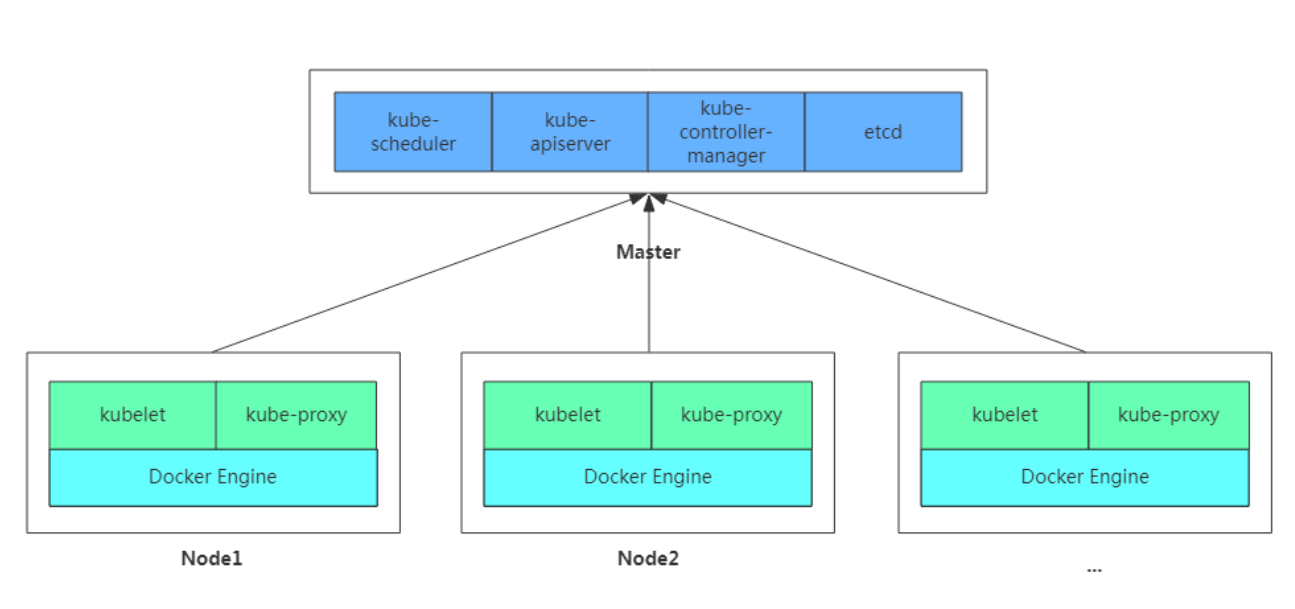 kube-
scheduler
kube-
apiserver
kube-
controller-
manager
etcd
Master
kubelet
kube-proxy
Docker Engine
Node1
kubelet
kube-proxy
Docker Engine
Node2
kubelet
kube-proxy
Docker Engine
...